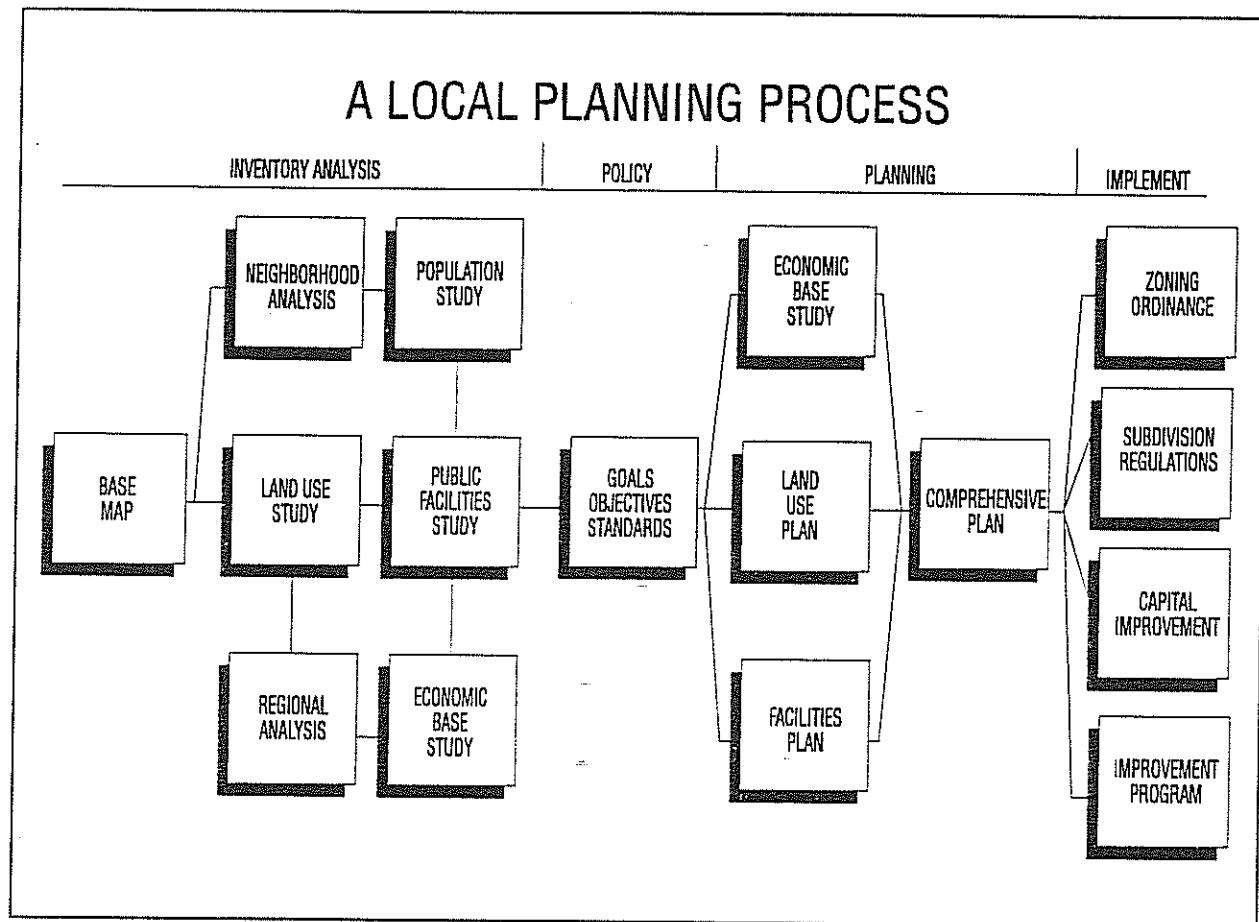 A LOCAL PLANNING PROCESS
INVENTORY ANALYSIS
POLICY
PLANNING
IMPLEMENT
BASE
MAP
NEIGHBORHOOD
ANALYSIS
LAND USE
STUDY
REGIONAL
ANALYSIS
POPULATION
STUDY
PUBLIC
FACILITIES
STUDY
ECONOMIC
BASE
STUDY
GOALS
OBJECTIVES
STANDARDS
ECONOMIC
BASE
STUDY
LAND
USE
PLAN
FACILITIES
PLAN
COMPREHENSIVE
PLAN
ZONING
ORDINANCE
SUBDIVISION
REGULATIONS
CAPITAL
IMPROVEMENT
IMPROVEMENT
PROGRAM